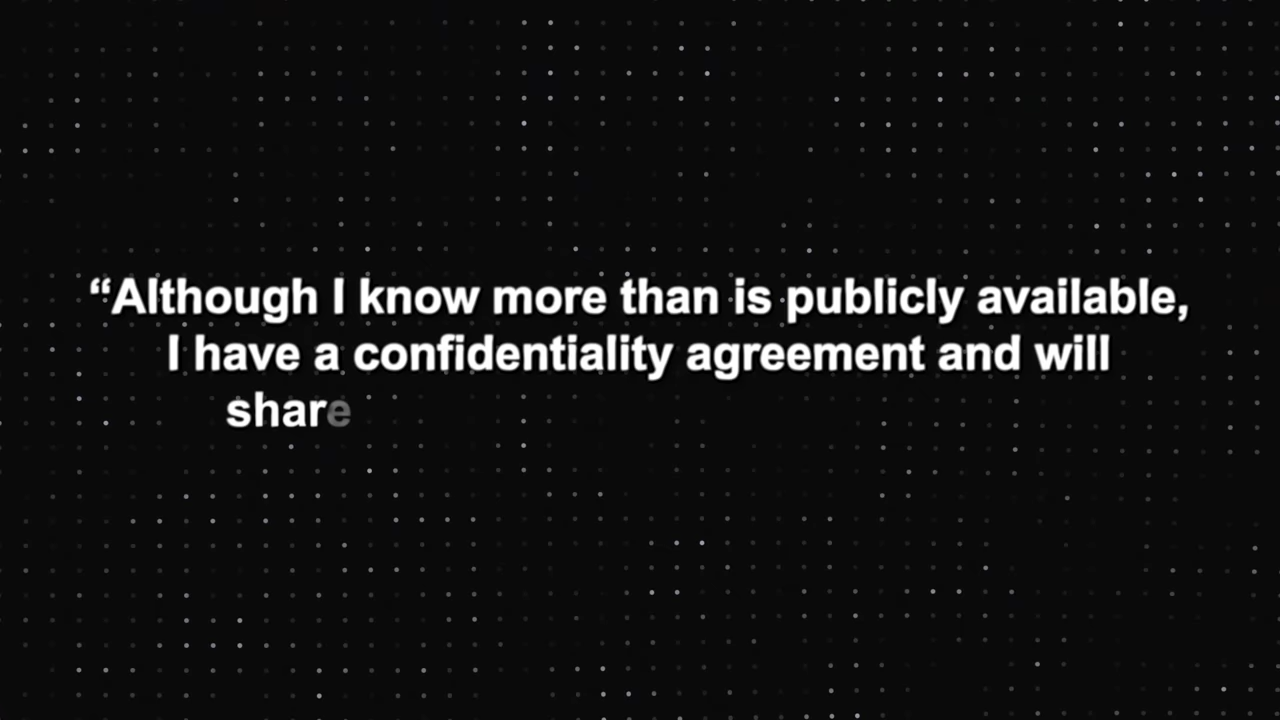 “Although I know more than is publicly available,
I have a confidentiality agreement and will
share